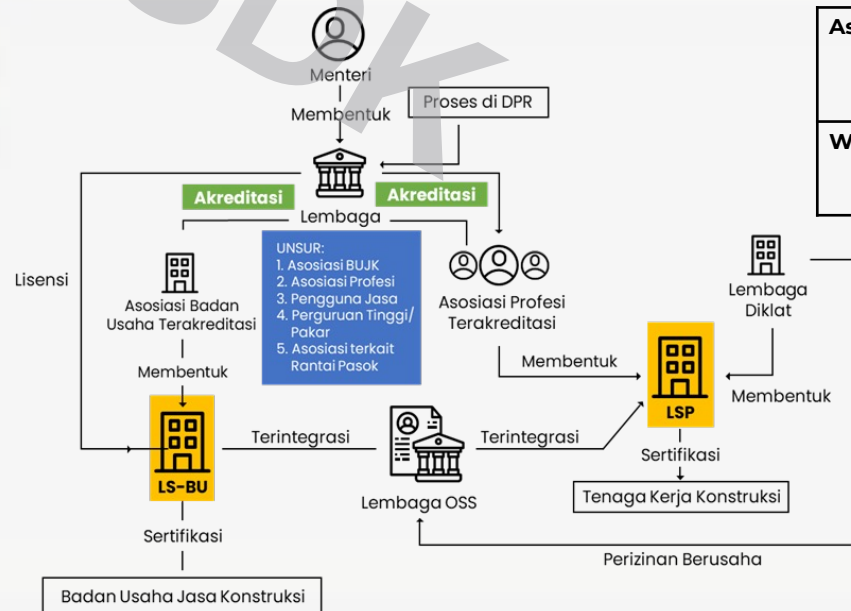 Menteri
Membentuk
Proses di DPR
Akreditasi
Akreditasi
Lembaga
UNSUR:
1. Asosiasi BUJK
2. Asosiasi Profesi
3. Pengguna Jasa
4. Perguruan Tinggi/
Pakar
5. Asosiasi terkait
Rantai Pasok
Lisensi
Asosiasi Badan
Usaha Terakreditasi
Asosiasi Profesi
Terakreditasi
Lembaga
Diklat
Membentuk
Membentuk
Membentuk
LSP
LS-BU
Terintegrasi
Terintegrasi
Lembaga OSS
Sertifikasi
Tenaga Kerja Konstruksi
Sertifikasi
Perizinan Berusaha
Badan Usaha Jasa Konstruksi